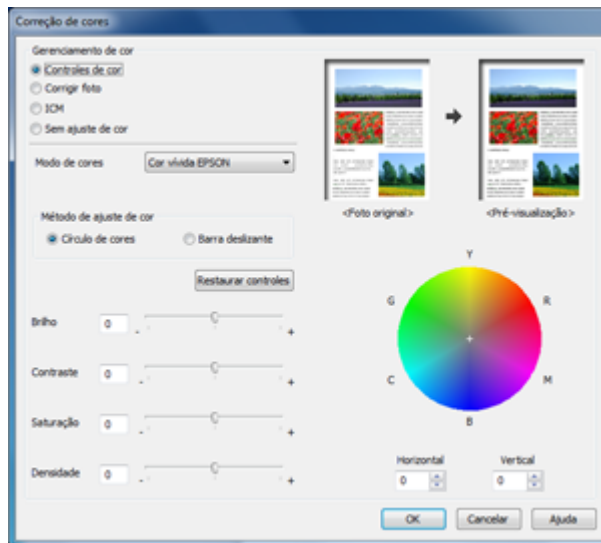 Correção de cores
Gerenciamento de cor
Controles de cor
Corrigir foto
ICM
Sem ajuste de cor
Modo de cores
Cor vívida EPSON
Método de ajuste de cor
Círculo de cores
Barra deslizante
Restaurar controles
Brilho 0 - +
Contraste 0 - +
Saturação 0 - +
Densidade 0 - +
<Foto original>
<Pré-visualização>
Y
G R
C M
B
Horizontal Vertical
0 0
OK Cancelar Ajuda